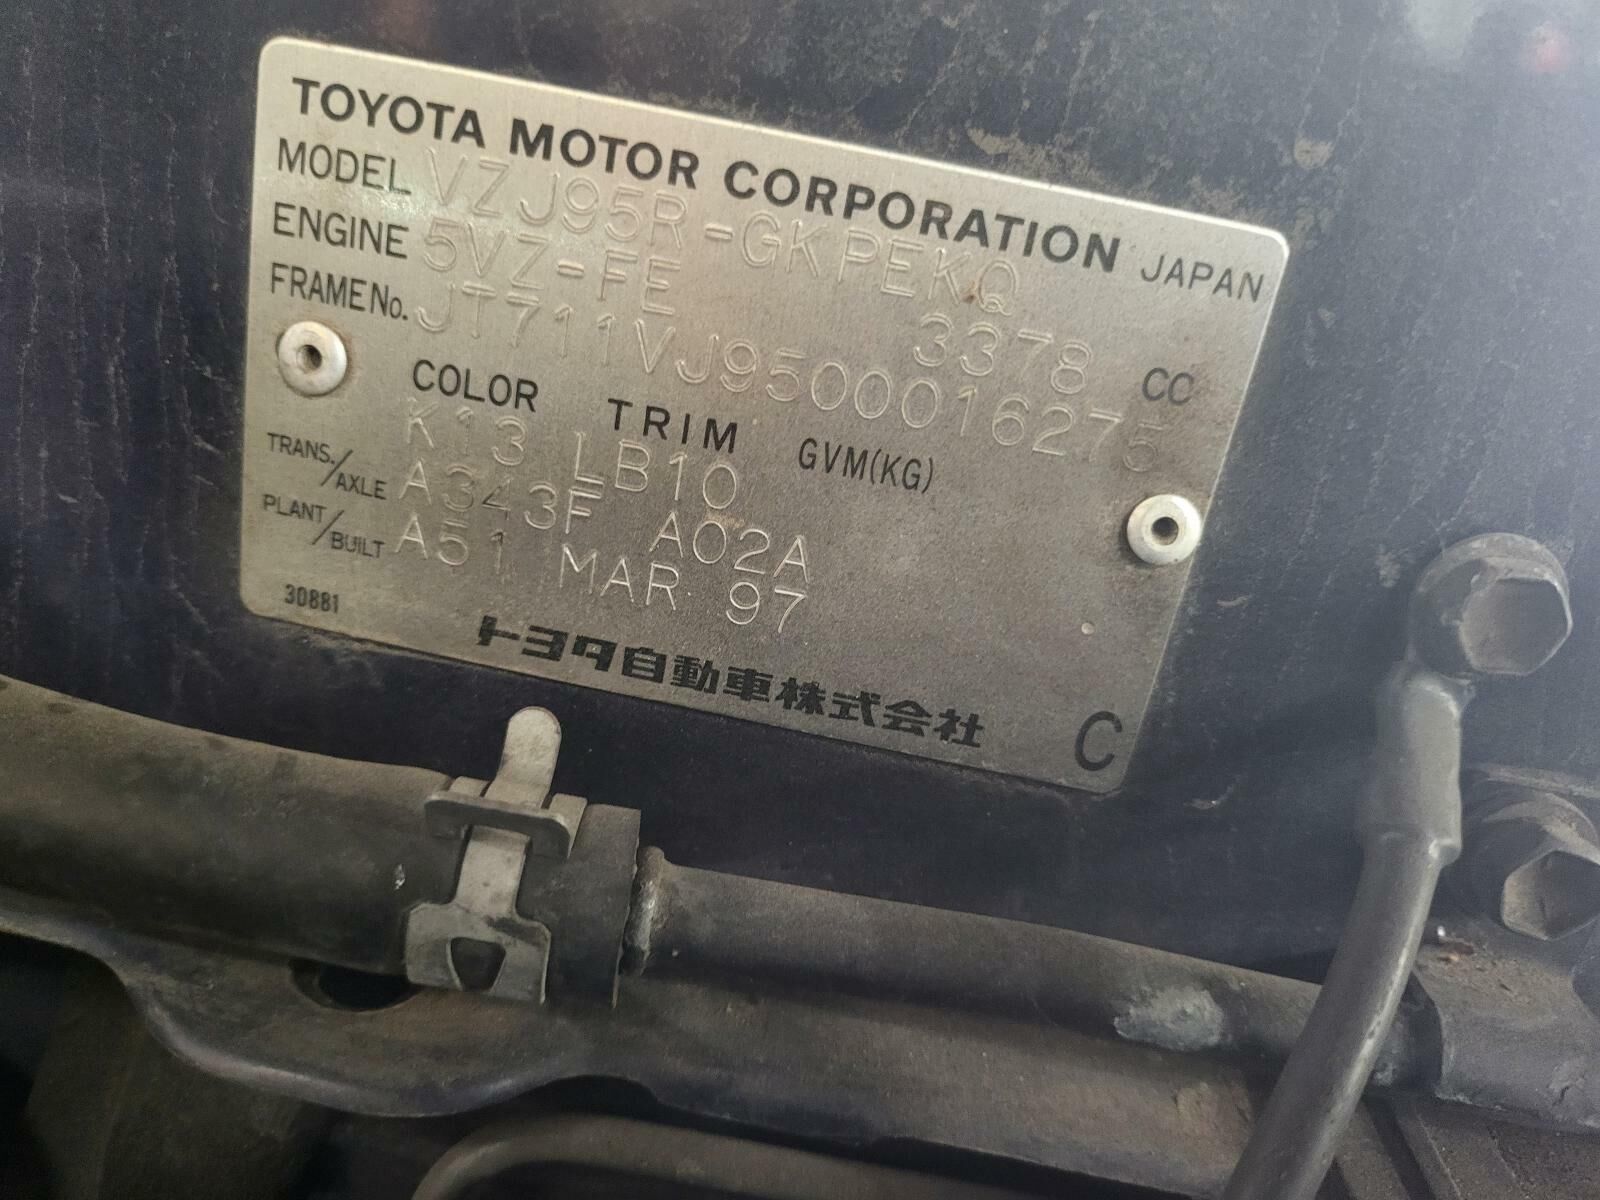 TOYOTA MOTOR CORPORATION JAPAN
MODEL VZJ95R-GKPEKQ
ENGINE 5VZ-FE 3378 CC
FRAME No. JT711VJ9500016275
COLOR TRIM GVM(KG)
K13 LB10
TRANS./AXLE A343F A02A
PLANT/BUILT A51 MAR 97
30881
トヨタ自動車株式会社 C